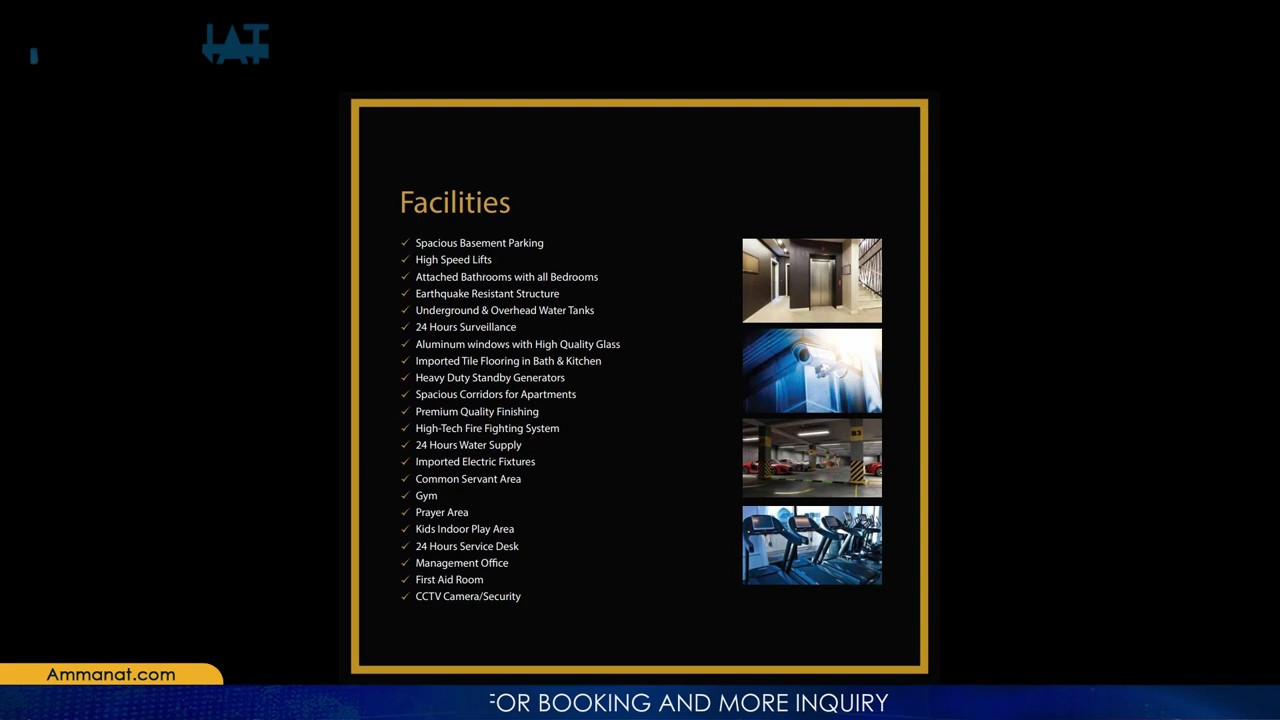 Facilities
✓ Spacious Basement Parking
✓ High Speed Lifts
✓ Attached Bathrooms with all Bedrooms
✓ Earthquake Resistant Structure
✓ Underground & Overhead Water Tanks
✓ 24 Hours Surveillance
✓ Aluminum windows with High Quality Glass
✓ Imported Tile Flooring in Bath & Kitchen
✓ Heavy Duty Standby Generators
✓ Spacious Corridors for Apartments
✓ Premium Quality Finishing
✓ High-Tech Fire Fighting System
✓ 24 Hours Water Supply
✓ Imported Electric Fixtures
✓ Common Servant Area
✓ Gym
✓ Prayer Area
✓ Kids Indoor Play Area
✓ 24 Hours Service Desk
✓ Management Office
✓ First Aid Room
✓ CCTV Camera/Security
B3
Ammanat.com
OR BOOKING AND MORE INQUIRY